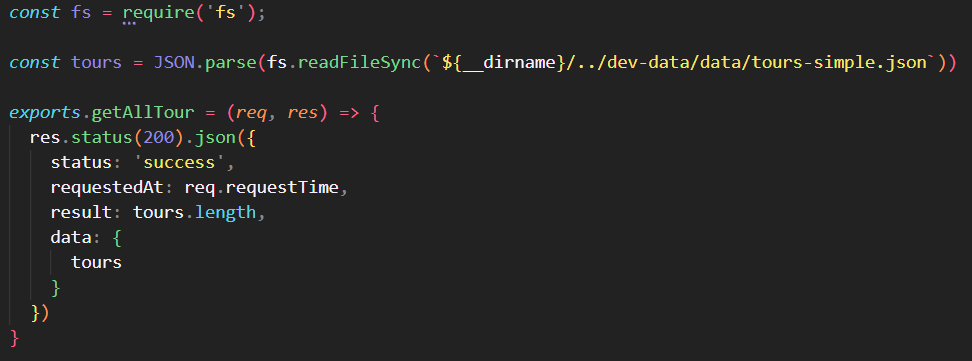 const fs = require('fs');
const tours = JSON.parse(fs.readFileSync(`${__dirname}/../dev-data/data/tours-simple.json`))
exports.getAllTour = (req, res) => {
res.status(200).json({
status: 'success',
requestedAt: req.requestTime,
result: tours.length,
data: {
tours
}
})
}